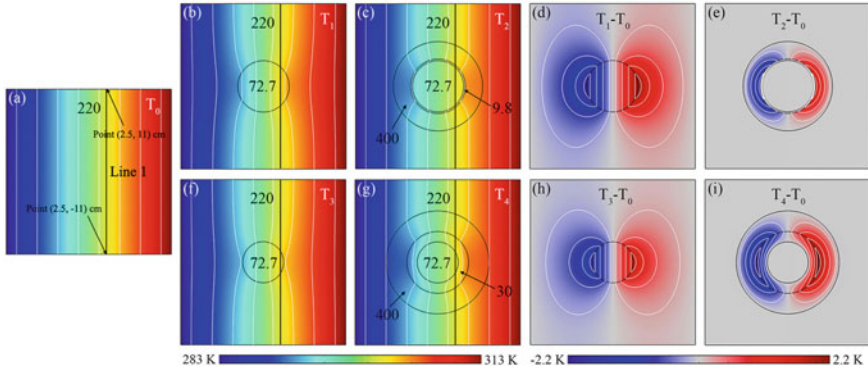 (a)
T0
220
Point (2.5, 11) cm
Line 1
Point (2.5, -11) cm
(b)
T1
220
72.7
(c)
T2
220
72.7
400
9.8
(d)
T1-T0
(e)
T2-T0
(f)
T3
220
72.7
(g)
T4
220
72.7
400
30
(h)
T3-T0
(i)
T4-T0
283 K
313 K
-2.2 K
2.2 K